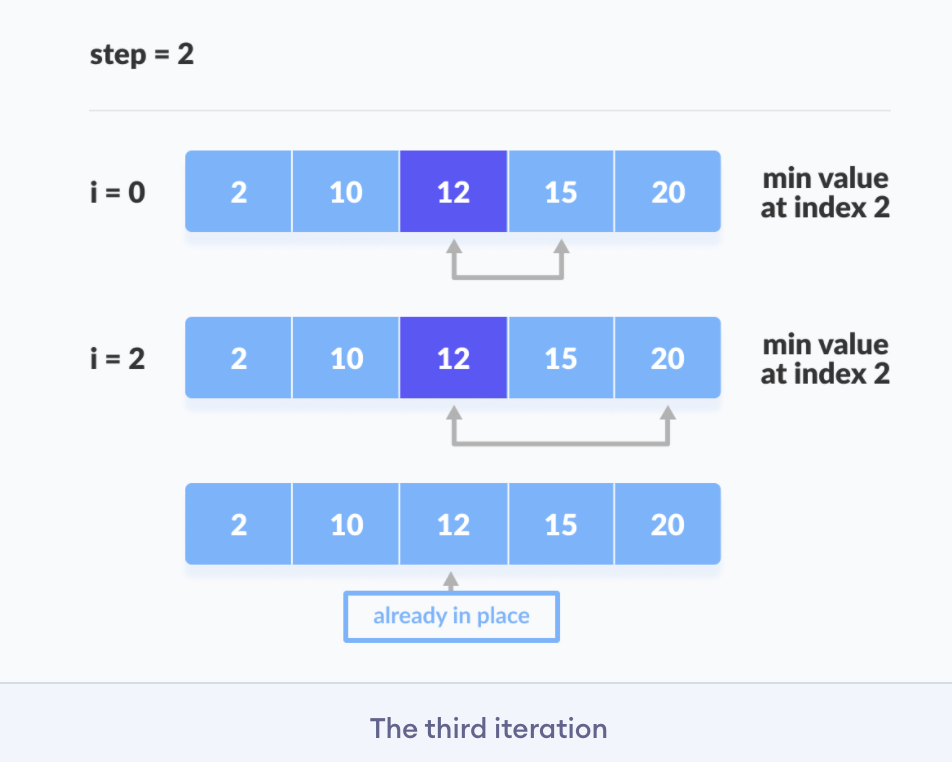 step = 2
i = 0
2 10 12 15 20
min value
at index 2
i = 2
2 10 12 15 20
min value
at index 2
2 10 12 15 20
already in place
The third iteration